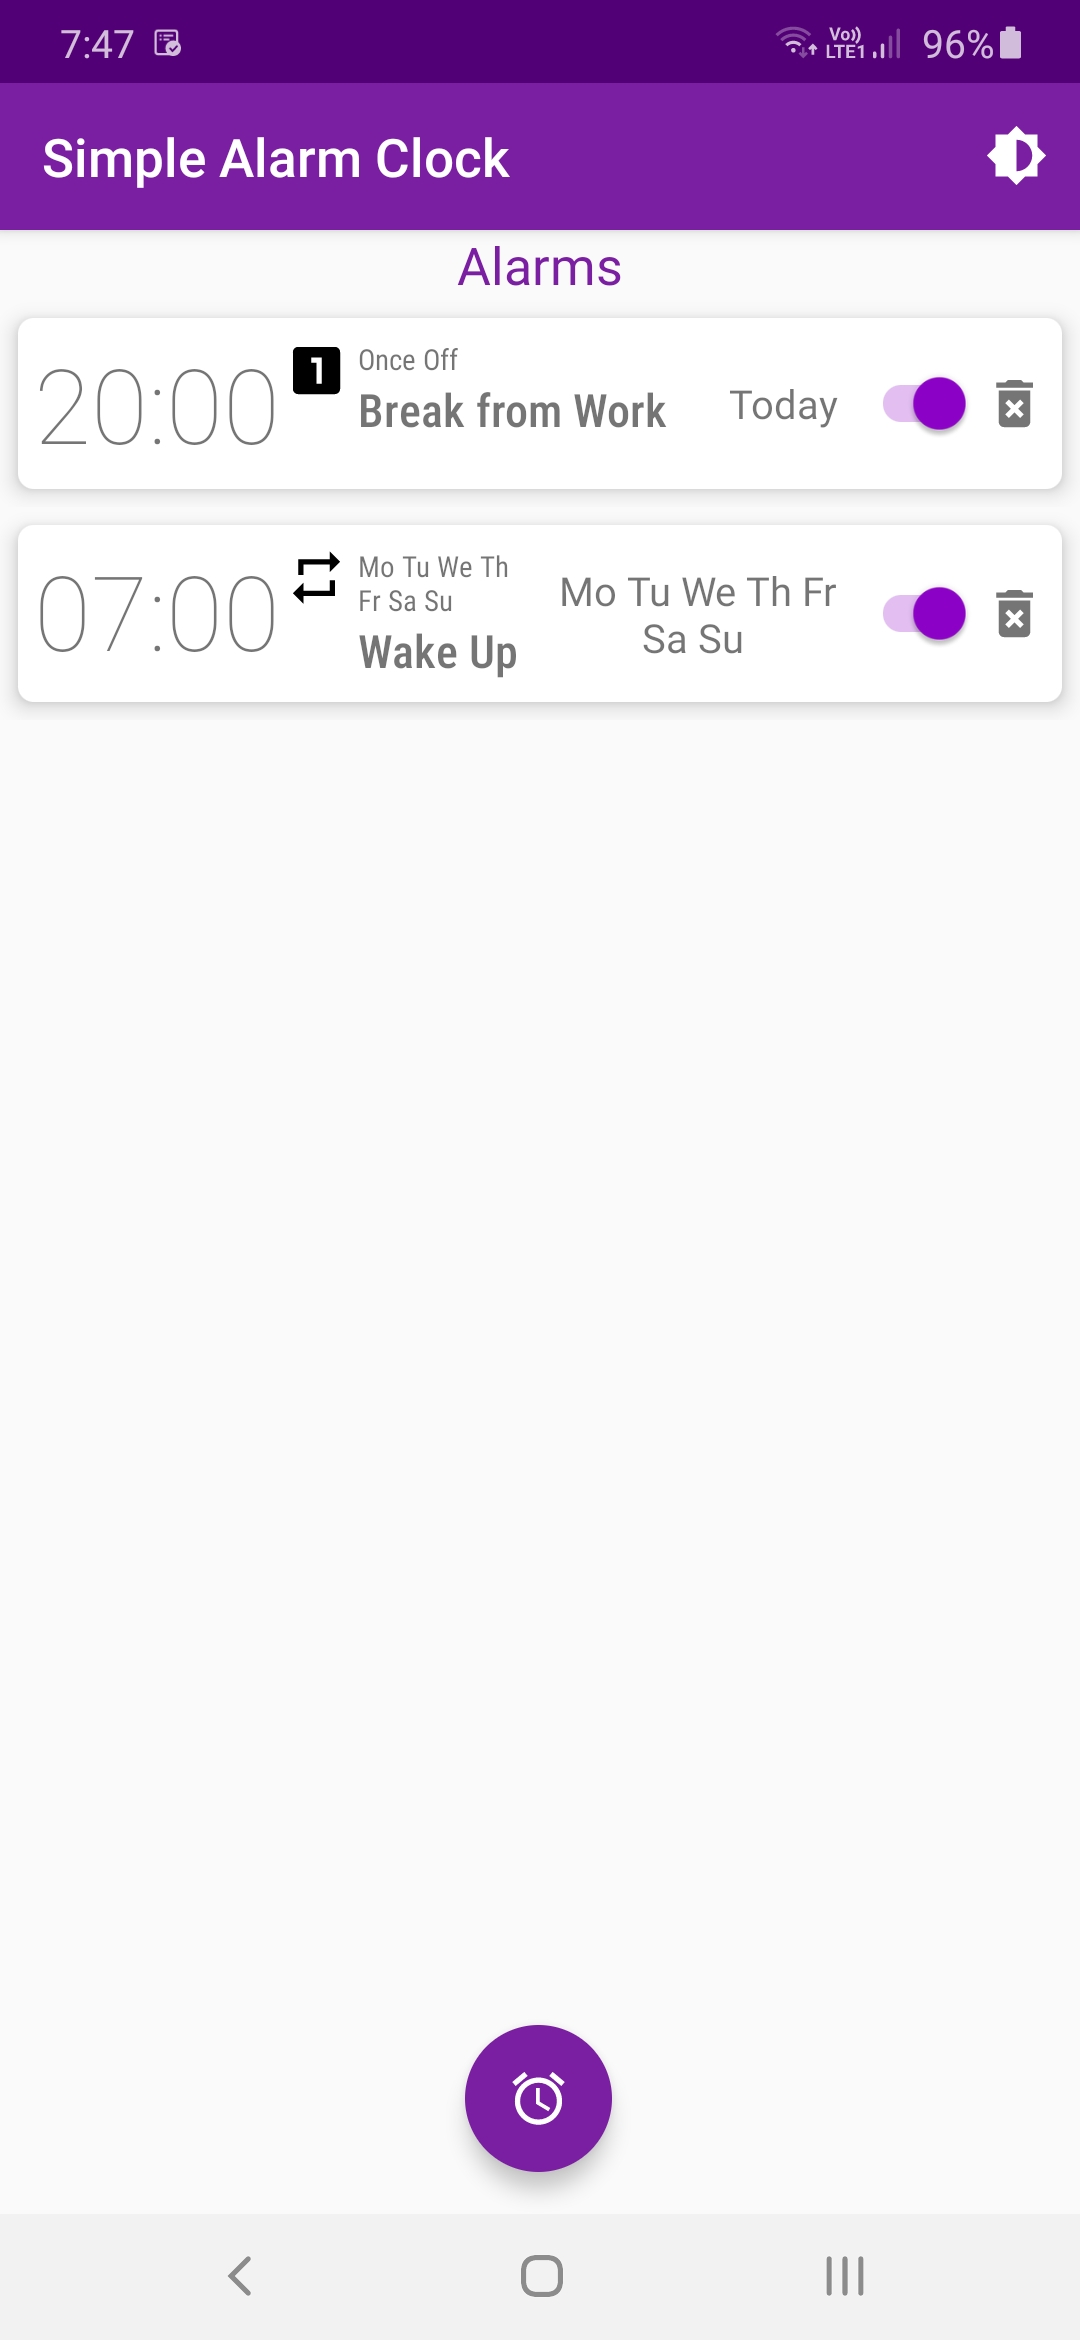 7:47
Vo))
LTE1
96%
Simple Alarm Clock
Alarms
20:00
1
Once Off
Break from Work
Today
07:00
Mo Tu We Th
Fr Sa Su
Wake Up
Mo Tu We Th Fr
Sa Su